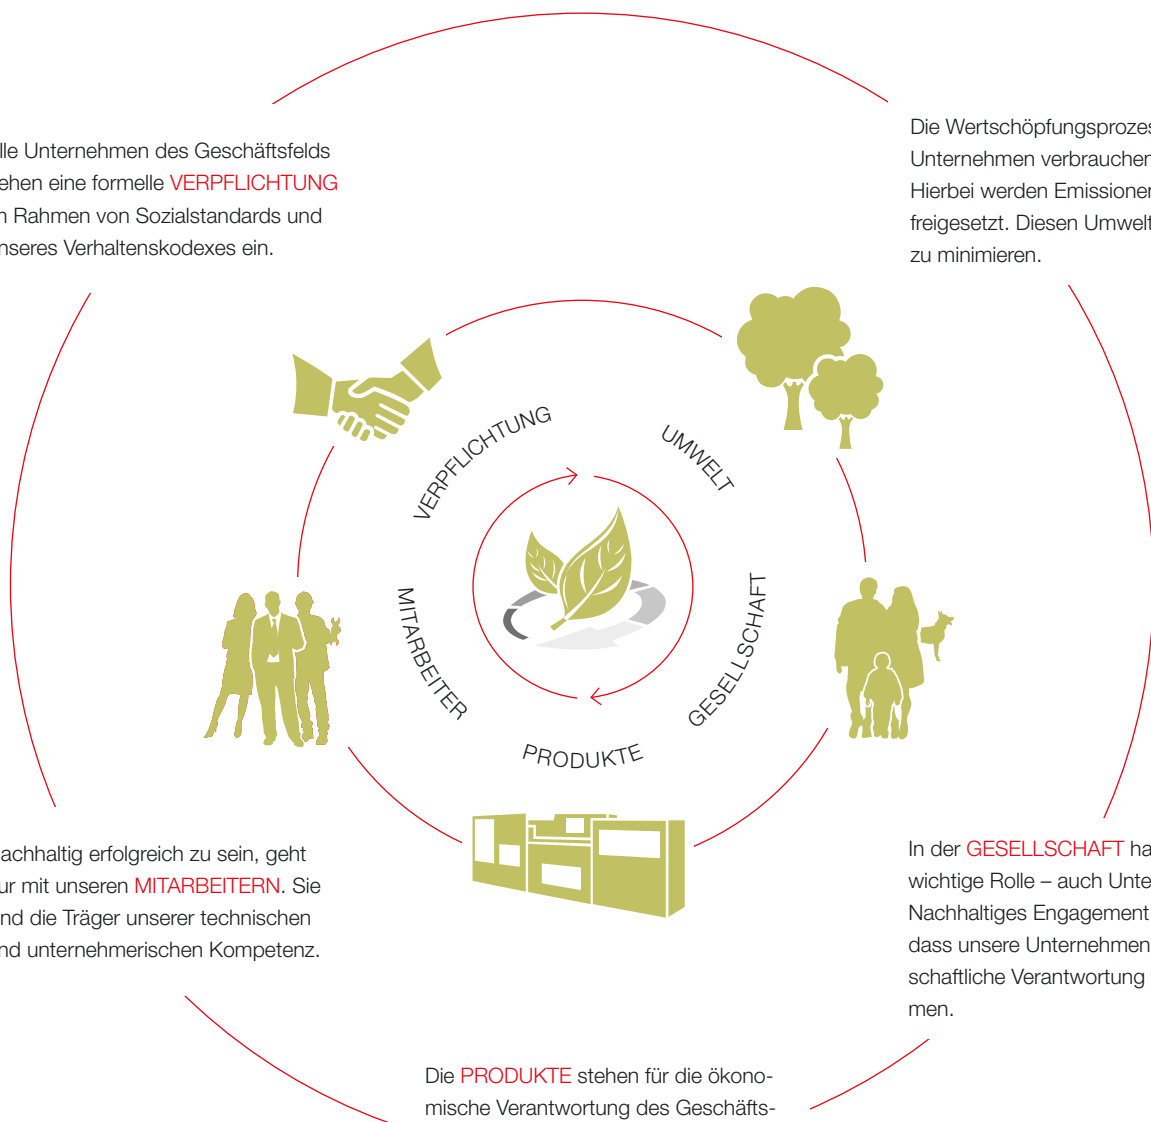 lle Unternehmen des Geschäftsfelds
ehen eine formelle VERPFLICHTUNG
Rahmen von Sozialstandards und
nseres Verhaltenskodexes ein.
Die Wertschöpfungsprozes
Unternehmen verbrauchen
Hierbei werden Emissionen
freigesetzt. Diesen Umwelt
zu minimieren.
VERPFLICHTUNG
UMWELT
MITARBEITER
GESELLSCHAFT
PRODUKTE
achhaltig erfolgreich zu sein, geht
ur mit unseren MITARBEITERN. Sie
nd die Träger unserer technischen
nd unternehmerischen Kompetenz.
In der GESELLSCHAFT ha
wichtige Rolle – auch Unte
Nachhaltiges Engagement
dass unsere Unternehmen
schaftliche Verantwortung
men.
Die PRODUKTE stehen für die ökono-
mische Verantwortung des Geschäfts-